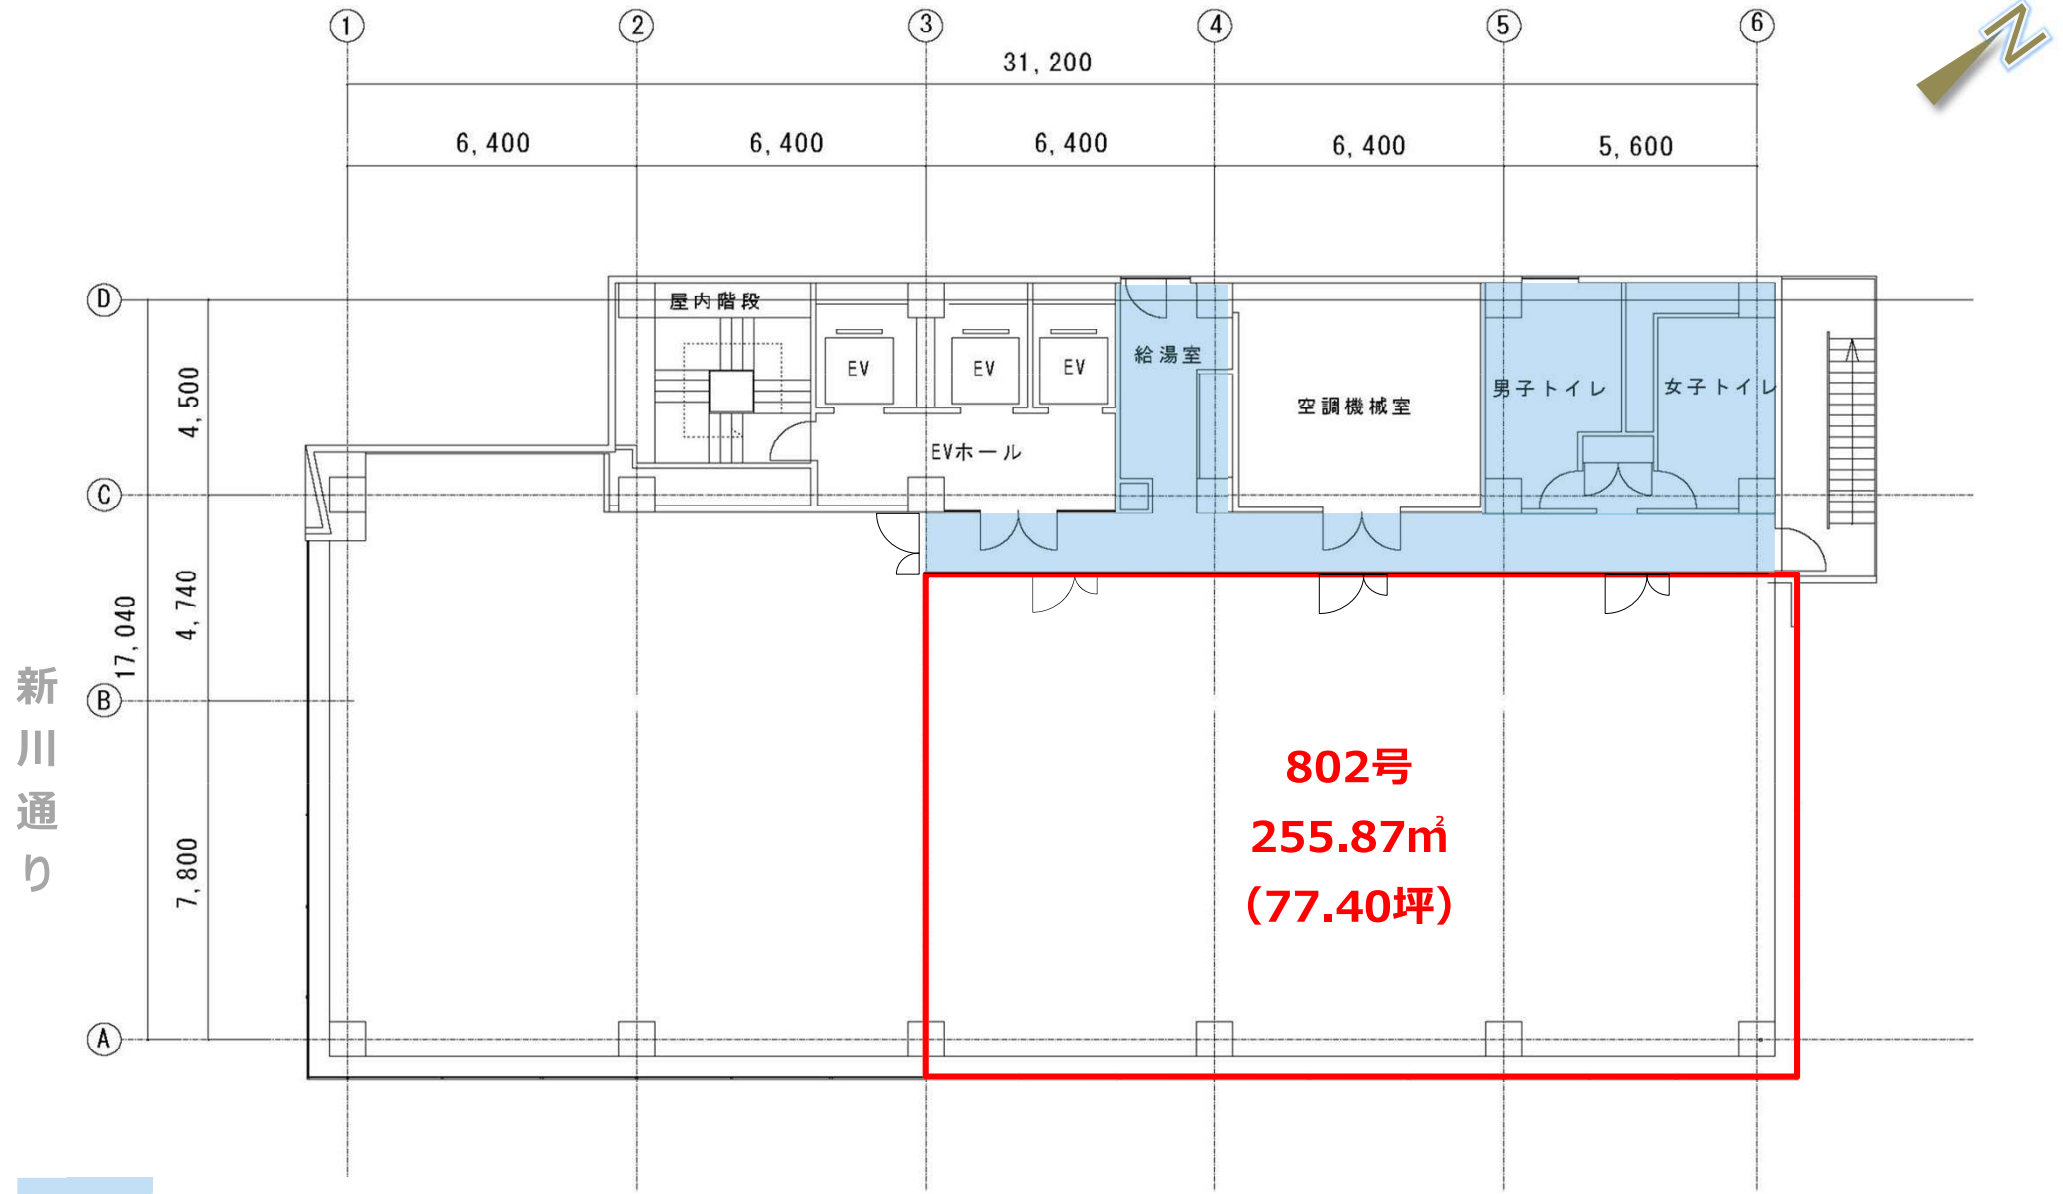 1
2
3
4
5
6
N
31,200
6,400
6,400
6,400
6,400
5,600
D
C
B
A
4,500
4,740
17,040
7,800
屋内階段
EV
EV
EV
給湯室
空調機械室
男子トイレ
女子トイレ
EVホール
新川通り
802号
255.87㎡
(77.40坪)